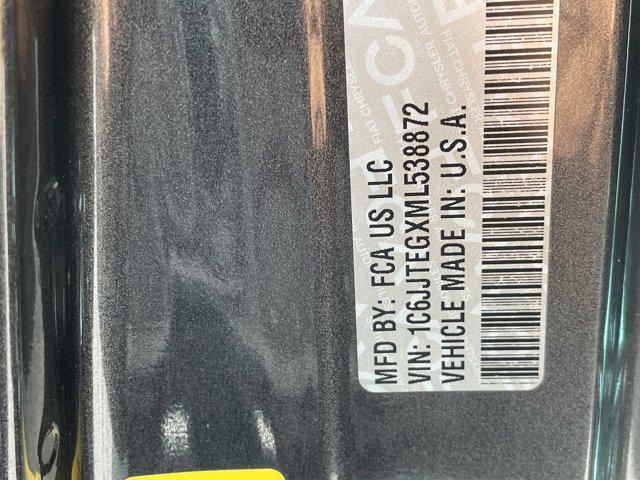 MFD BY: FCA US LLC
VIN: 1C6JJTEGXML538872
VEHICLE MADE IN: U.S.A.